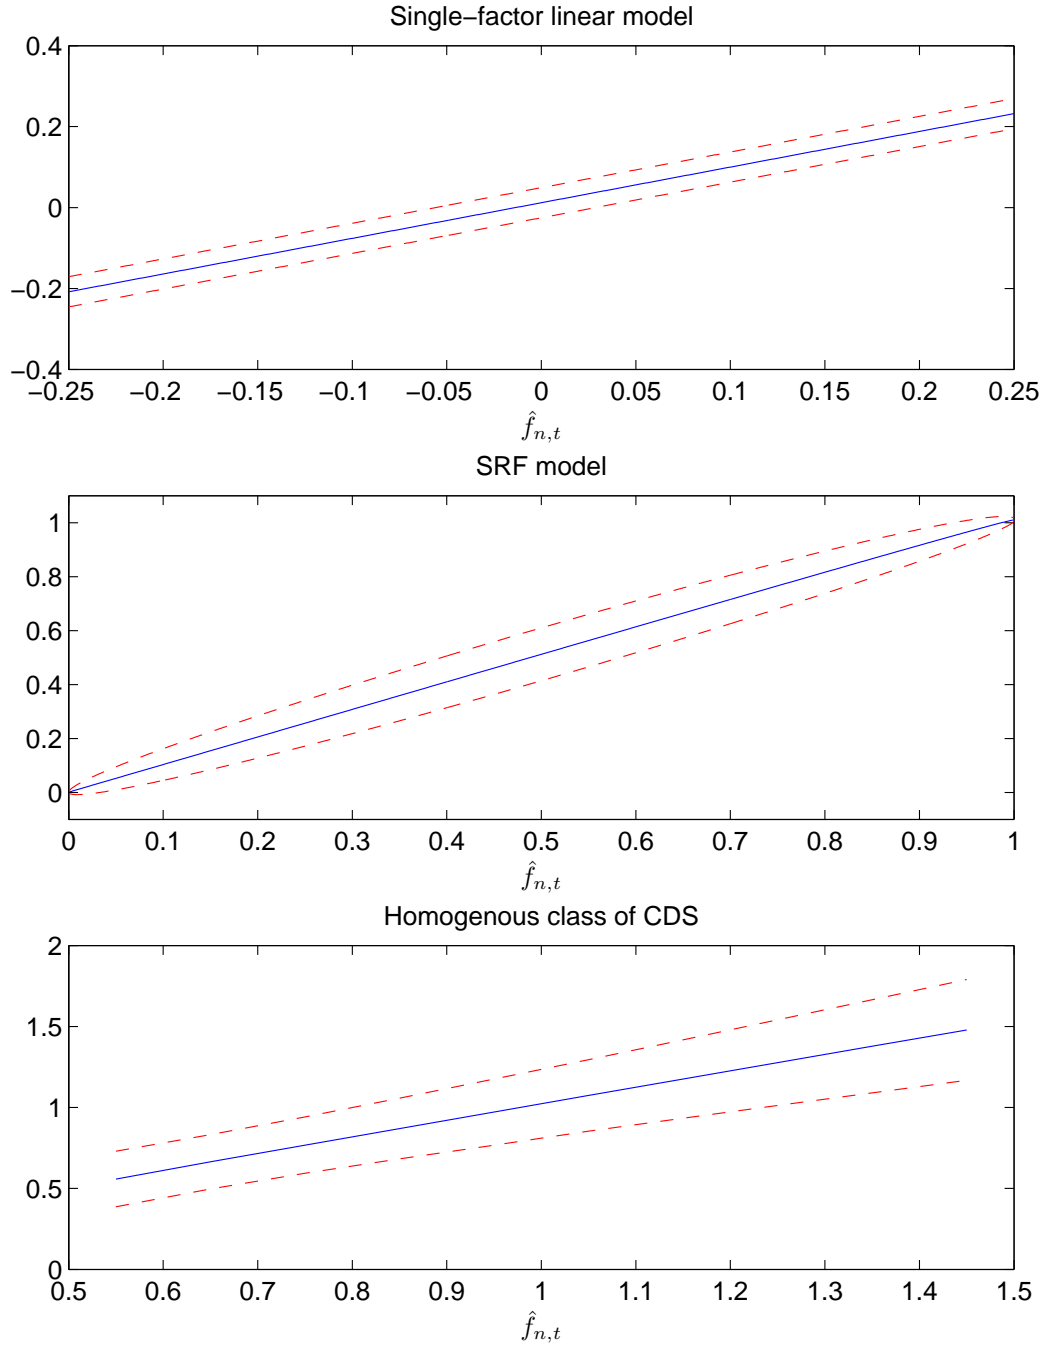 Single−factor linear model
0.4
0.2
0
−0.2
−0.4
−0.25 −0.2 −0.15 −0.1 −0.05 0 0.05 0.1 0.15 0.2 0.25
f̂n,t
SRF model
1
0.8
0.6
0.4
0.2
0
0 0.1 0.2 0.3 0.4 0.5 0.6 0.7 0.8 0.9 1
f̂n,t
Homogenous class of CDS
2
1.5
1
0.5
0
0.5 0.6 0.7 0.8 0.9 1 1.1 1.2 1.3 1.4 1.5
f̂n,t